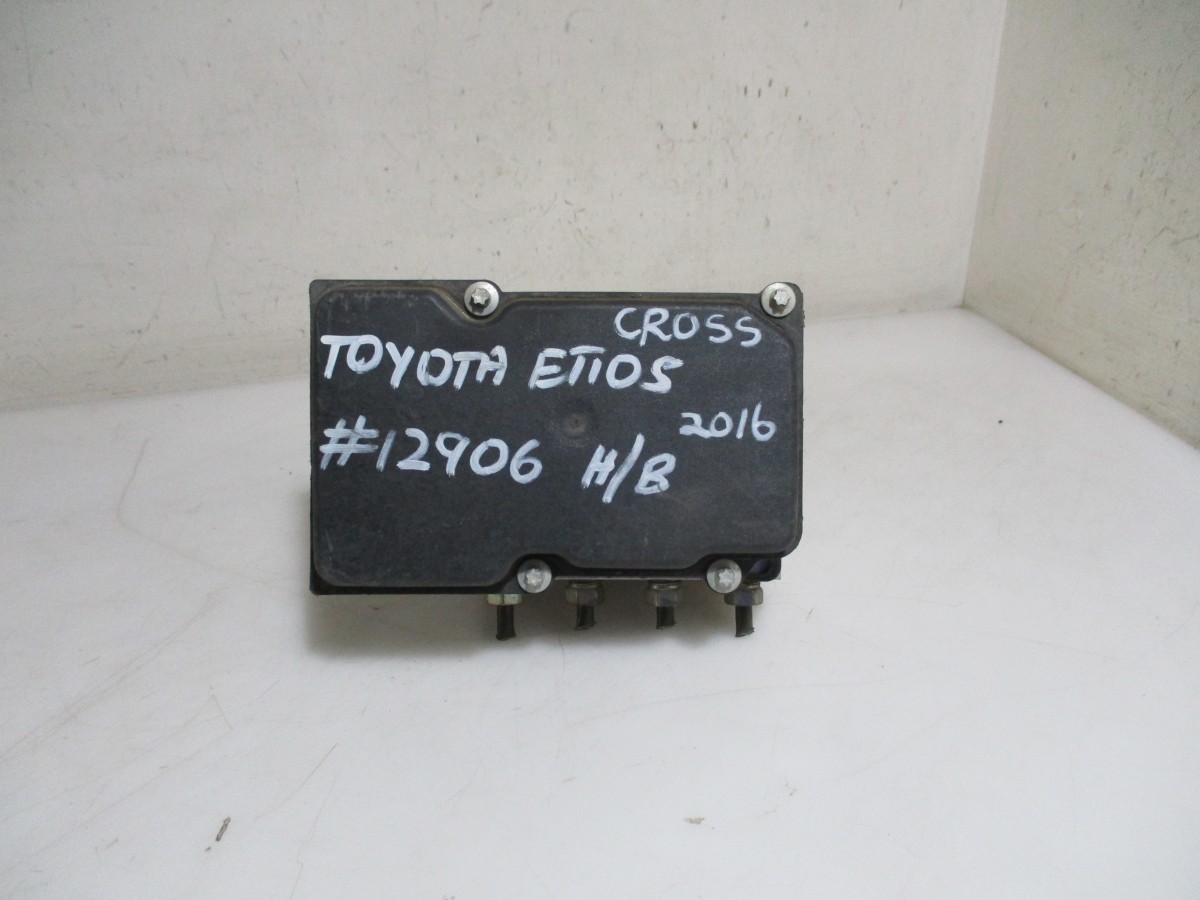 CROSS
TOYOTA ETIOS
2016
#12906 H/B